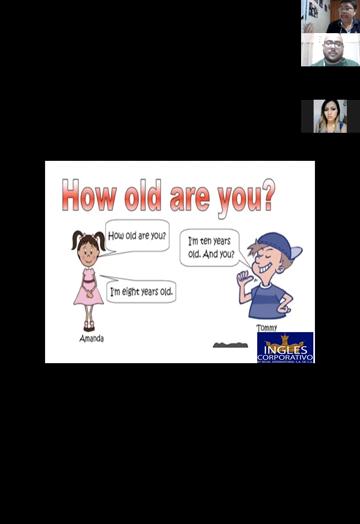 How old are you?
How old are you?
I'm ten years
old. And you?
I'm eight years old.
Amanda
Tommy
INGLES
CORPORATIVO